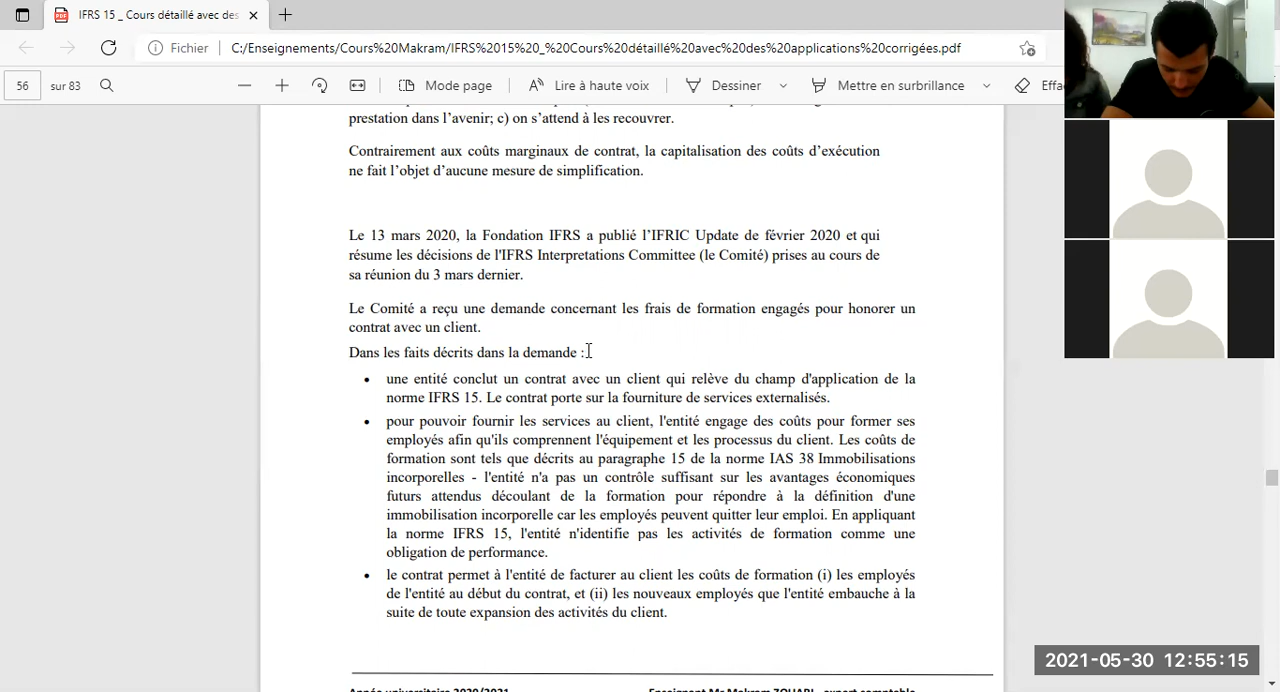 IFRS 15 _ Cours détaillé avec des
Fichier
C:/Enseignements/Cours%20Makram/IFRS%2015%20_%20Cours%20détaillé%20avec%20des%20applications%20corrigées.pdf
56 sur 83
Mode page
Lire à haute voix
Dessiner
Mettre en surbrillance
prestation dans l'avenir; c) on s'attend à les recouvrer.
Contrairement aux coûts marginaux de contrat, la capitalisation des coûts d'exécution
ne fait l'objet d'aucune mesure de simplification.
Le 13 mars 2020, la Fondation IFRS a publié l'IFRIC Update de février 2020 et qui
résume les décisions de l'IFRS Interpretations Committee (le Comité) prises au cours de
sa réunion du 3 mars dernier.
Le Comité a reçu une demande concernant les frais de formation engagés pour honorer un
contrat avec un client.
Dans les faits décrits dans la demande :
• une entité conclut un contrat avec un client qui relève du champ d'application de la
norme IFRS 15. Le contrat porte sur la fourniture de services externalisés.
• pour pouvoir fournir les services au client, l'entité engage des coûts pour former ses
employés afin qu'ils comprennent l'équipement et les processus du client. Les coûts de
formation sont tels que décrits au paragraphe 15 de la norme IAS 38 Immobilisations
incorporelles - l'entité n'a pas un contrôle suffisant sur les avantages économiques
futurs attendus découlant de la formation pour répondre à la définition d'une
immobilisation incorporelle car les employés peuvent quitter leur emploi. En appliquant
la norme IFRS 15, l'entité n'identifie pas les activités de formation comme une
obligation de performance.
• le contrat permet à l'entité de facturer au client les coûts de formation (i) les employés
de l'entité au début du contrat, et (ii) les nouveaux employés que l'entité embauche à la
suite de toute expansion des activités du client.
Année universitaire 2020/2021
Enseignant Mr Makram ZOUARI - expert comptable
2021-05-30 12:55:15